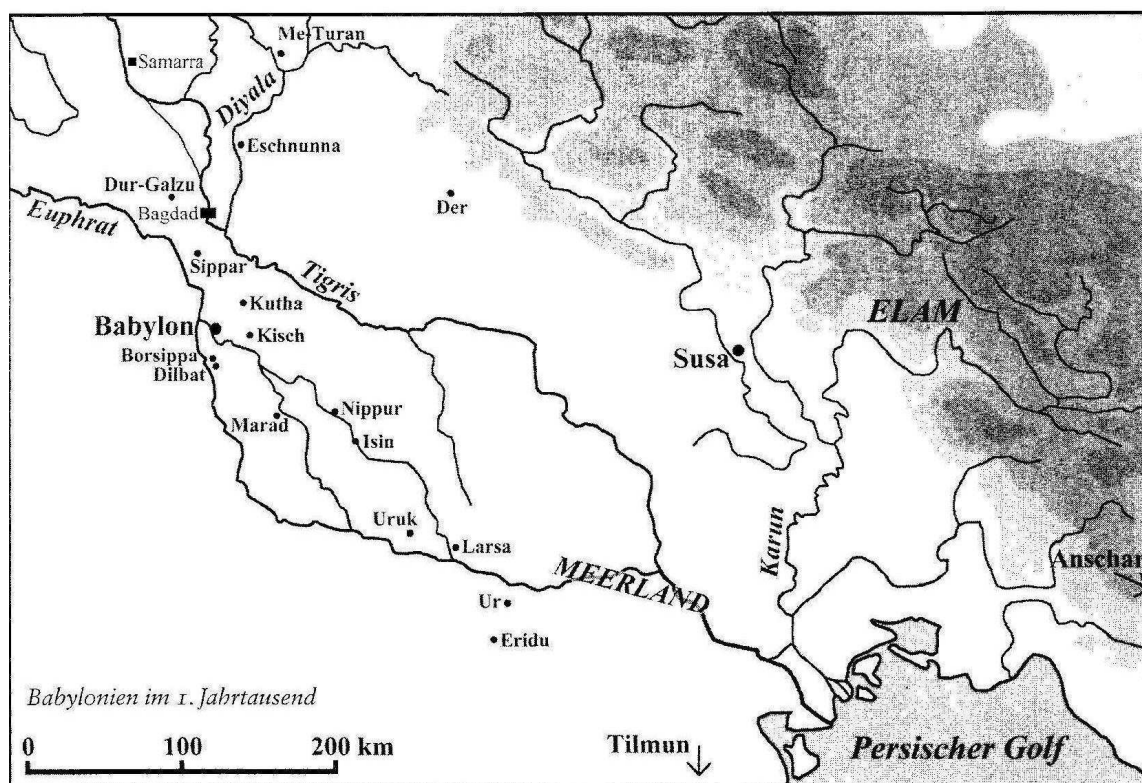 Me-Turan
Samarra
Diyala
Eschnunna
Dur-Galzu
Der
Euphrat
Bagdad
Sippar
Tigris
Kutha
ELAM
Babylon
Kisch
Susa
Borsippa
Dilbat
Nippur
Marad
Isin
Uruk
Larsa
Karun
Anschan
MEERLAND
Ur
Eridu
Babylonien im 1. Jahrtausend
0 100 200 km
Tilmun
Persischer Golf